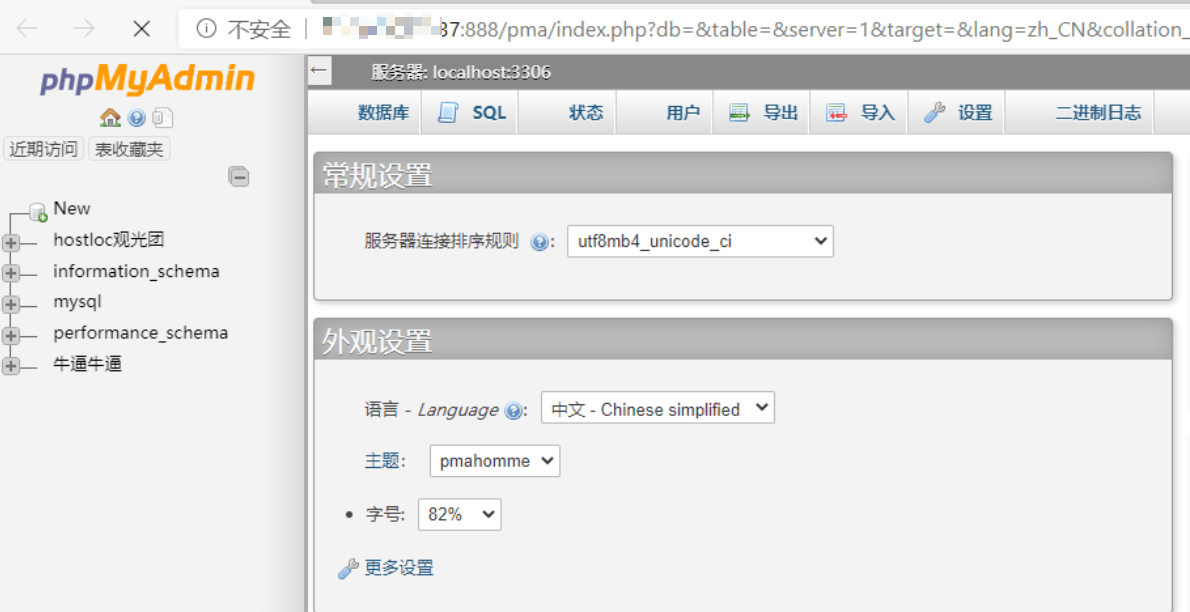 不安全 87:888/pma/index.php?db=&table=&server=1&target=&lang=zh_CN&collation_
phpMyAdmin
近期访问 表收藏夹
New
hostloc观光团
information_schema
mysql
performance_schema
牛逼牛逼
服务器: localhost:3306
数据库 SQL 状态 用户 导出 导入 设置 二进制日志
常规设置
服务器连接排序规则 : utf8mb4_unicode_ci
外观设置
语言 - Language : 中文 - Chinese simplified
主题: pmahomme
字号: 82%
更多设置